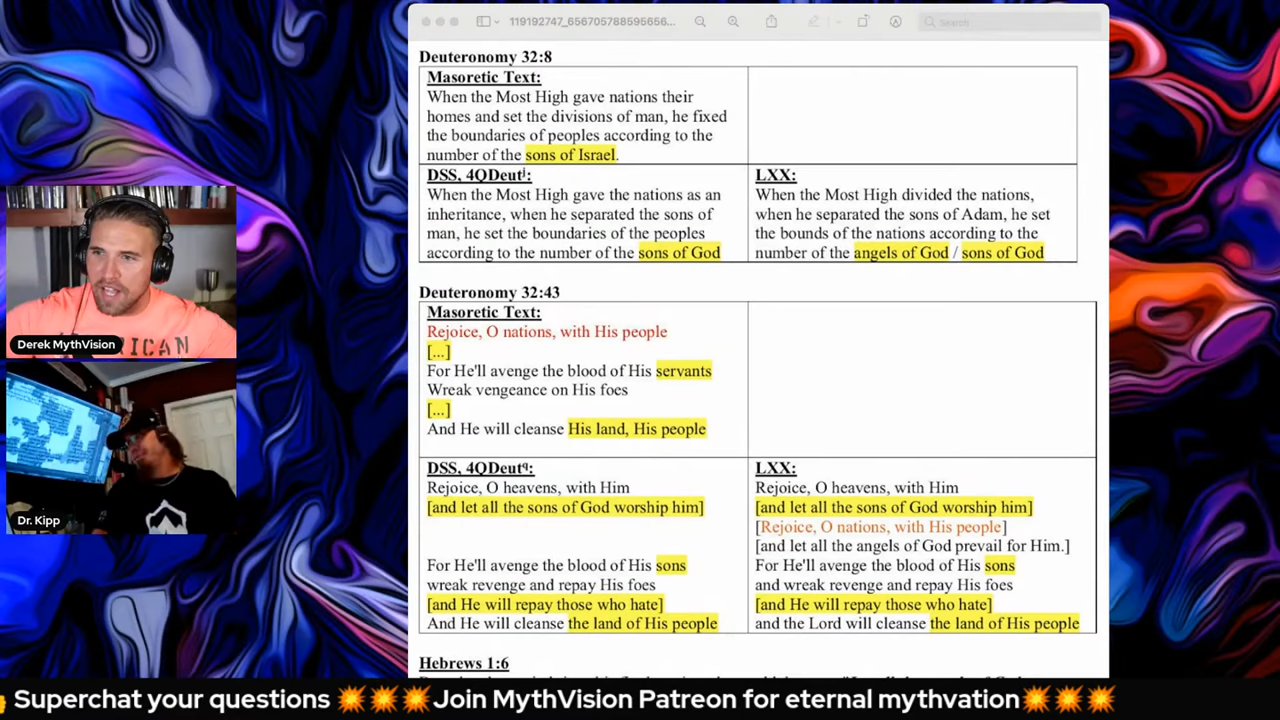 119192747_656705788595656...
Search
Deuteronomy 32:8
Masoretic Text:
When the Most High gave nations their
homes and set the divisions of man, he fixed
the boundaries of peoples according to the
number of the sons of Israel.
DSS, 4QDeutʲ:
When the Most High gave the nations as an
inheritance, when he separated the sons of
man, he set the boundaries of the peoples
according to the number of the sons of God
LXX:
When the Most High divided the nations,
when he separated the sons of Adam, he set
the bounds of the nations according to the
number of the angels of God / sons of God
Deuteronomy 32:43
Masoretic Text:
Rejoice, O nations, with His people
[...]
For He'll avenge the blood of His servants
Wreak vengeance on His foes
[...]
And He will cleanse His land, His people
DSS, 4QDeutq:
Rejoice, O heavens, with Him
[and let all the sons of God worship him]
For He'll avenge the blood of His sons
wreak revenge and repay His foes
[and He will repay those who hate]
And He will cleanse the land of His people
LXX:
Rejoice, O heavens, with Him
[and let all the sons of God worship him]
[Rejoice, O nations, with His people]
[and let all the angels of God prevail for Him.]
For He'll avenge the blood of His sons
and wreak revenge and repay His foes
[and He will repay those who hate]
and the Lord will cleanse the land of His people
Hebrews 1:6
Derek MythVision
RICAN
Dr. Kipp
Superchat your questions 💥💥💥Join MythVision Patreon for eternal mythvation💥💥💥